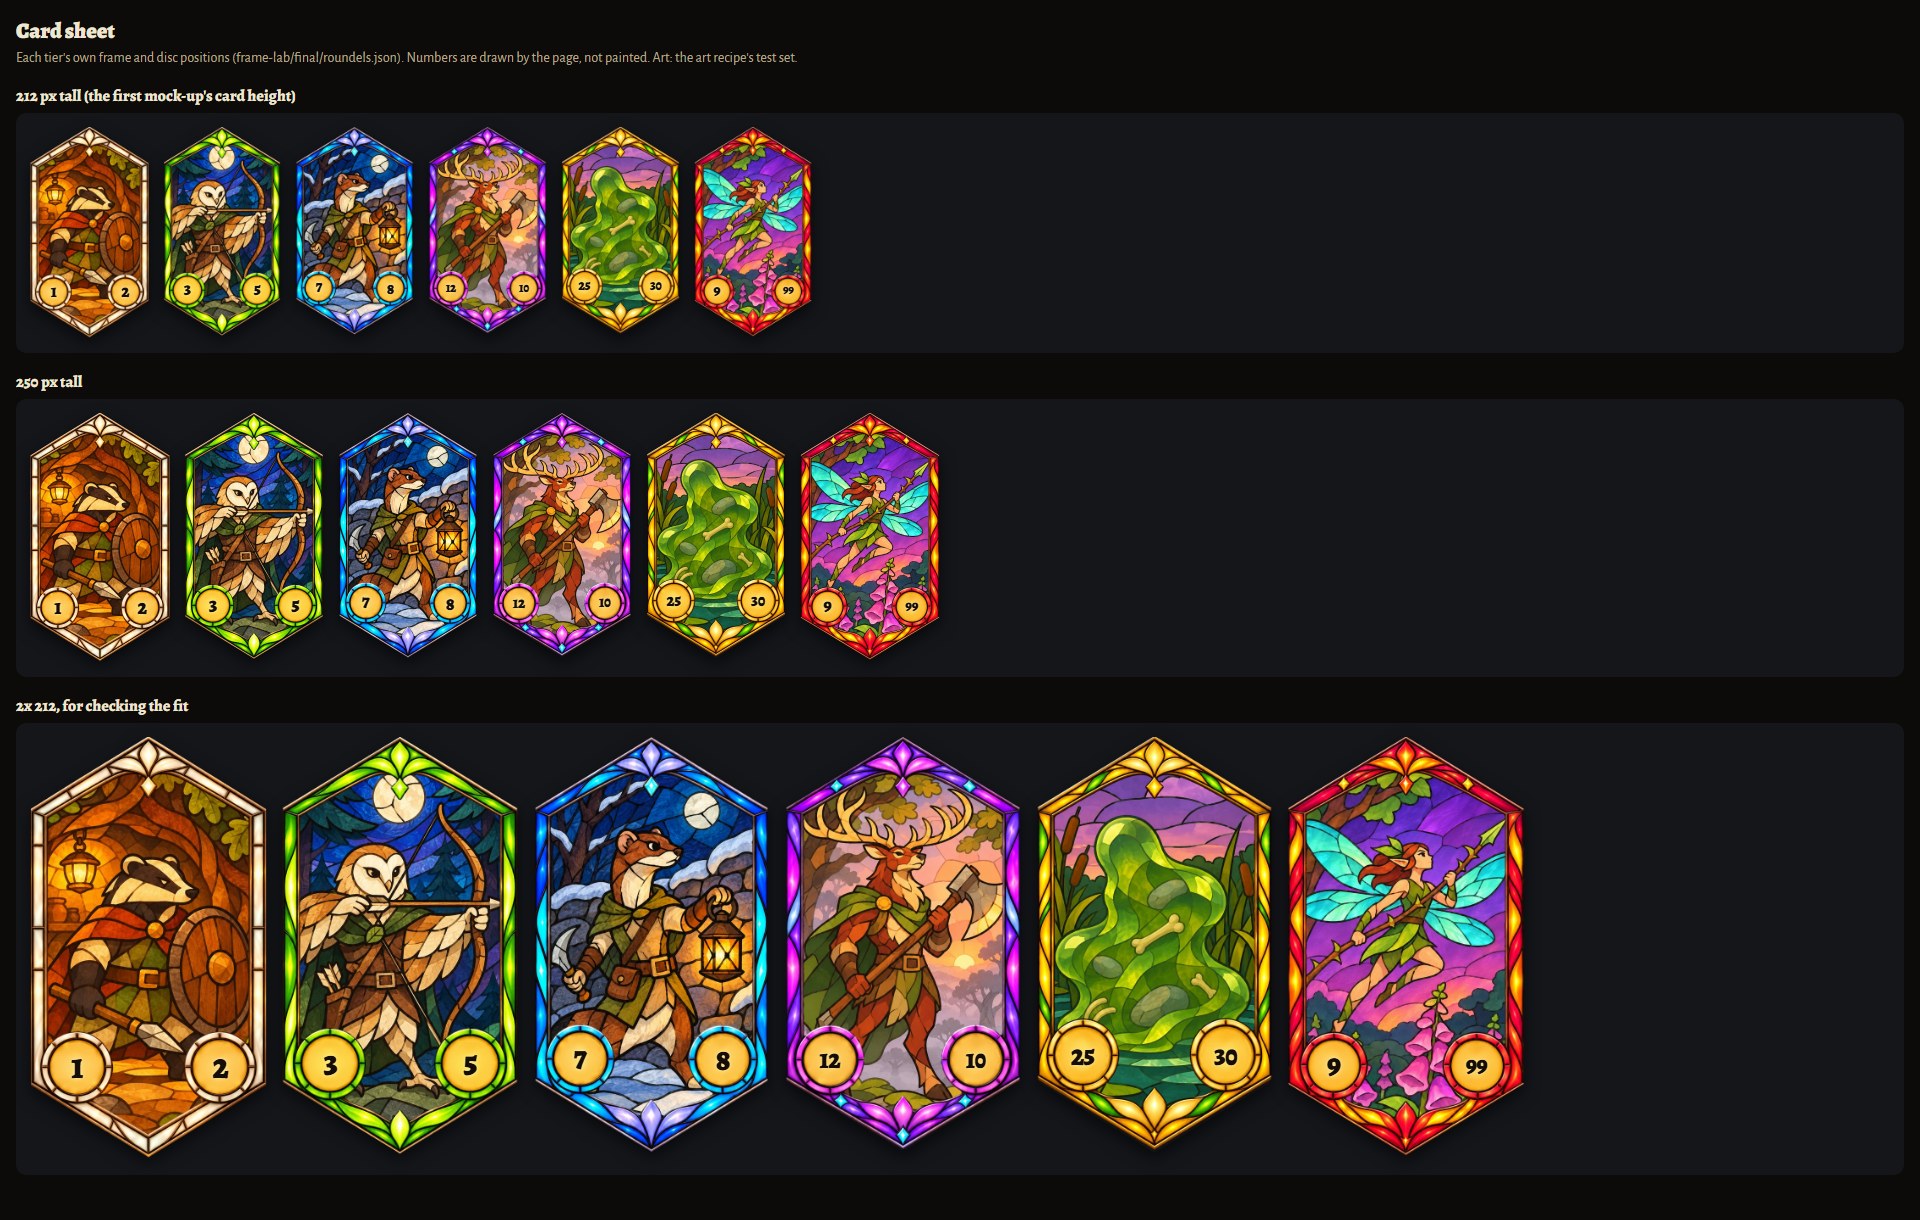 Card sheet
Each tier's own frame and disc positions (frame-lab/final/roundels.json). Numbers are drawn by the page, not painted. Art: the art recipe's test set.
212 px tall (the first mock-up's card height)
1 2 3 5 7 8 12 10 25 30 9 99
250 px tall
1 2 3 5 7 8 12 10 25 30 9 99
2x 212, for checking the fit
1 2 3 5 7 8 12 10 25 30 9 99